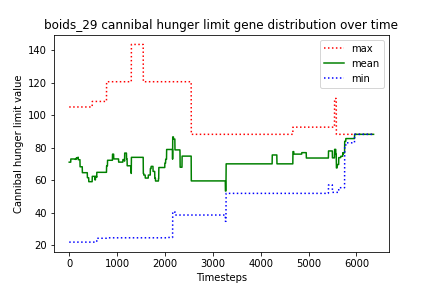 boids_29 cannibal hunger limit gene distribution over time
max
mean
min
Cannibal hunger limit value
140
120
100
80
60
40
20
0
1000
2000
3000
4000
5000
6000
Timesteps